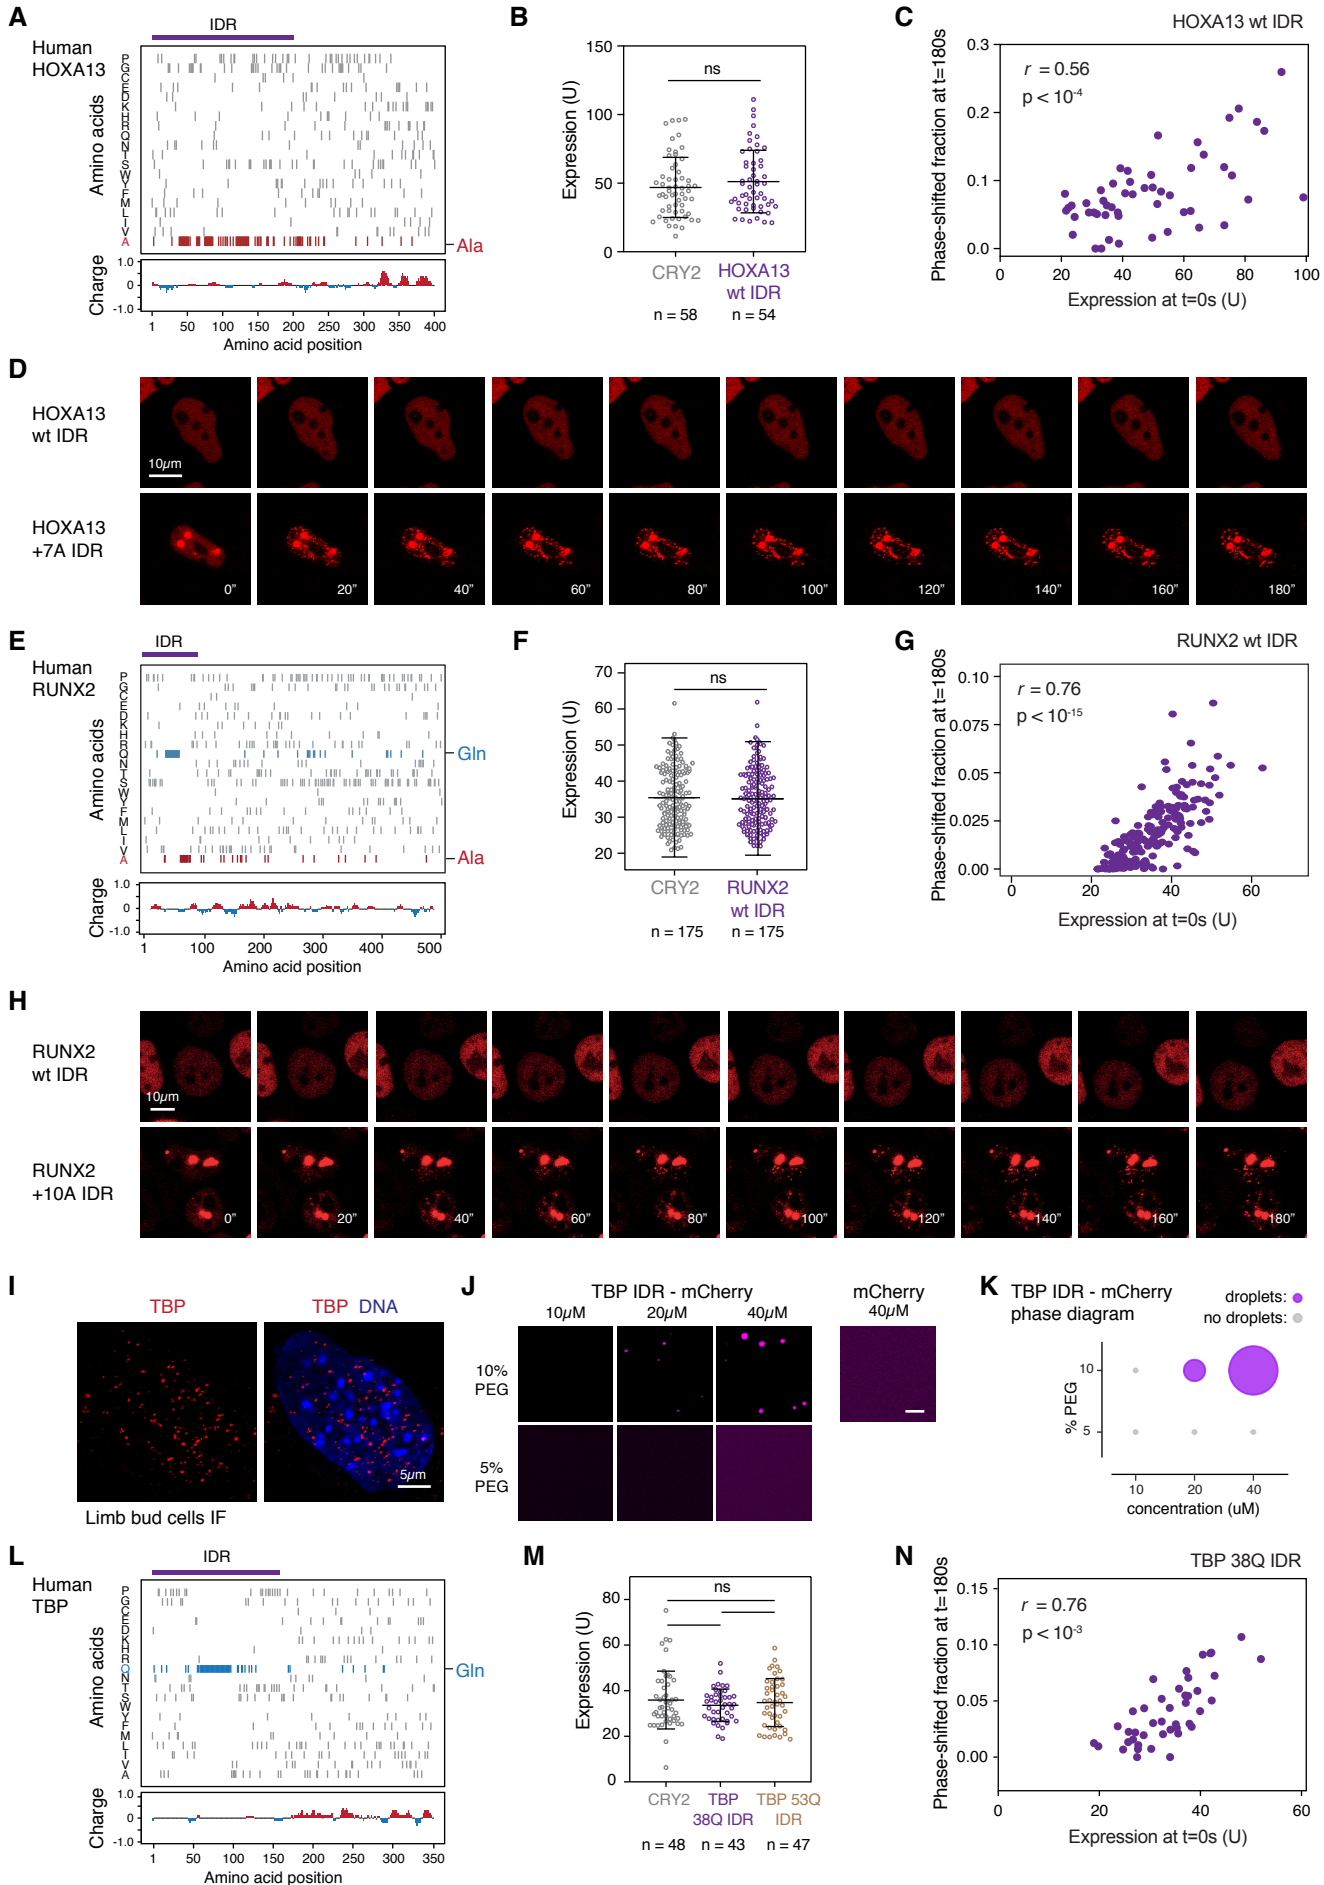 A
IDR
Human
HOXA13
Amino acids
P
G
C
E
D
K
H
R
Q
N
T
S
W
Y
F
M
L
I
V
A
Ala
Charge
1.0
0
-1.0
1 50 100 150 200 250 300 350 400
Amino acid position
B
Expression (U)
150
100
50
0
ns
CRY2
HOXA13
wt IDR
n = 58
n = 54
C
HOXA13 wt IDR
Phase-shifted fraction at t=180s
0.3
0.2
0.1
0.0
r = 0.56
p < 10-4
0 20 40 60 80 100
Expression at t=0s (U)
D
HOXA13
wt IDR
10µm
HOXA13
+7A IDR
0” 20” 40” 60” 80” 100” 120” 140” 160” 180”
E
IDR
Human
RUNX2
Amino acids
P
G
C
E
D
K
H
R
Q
N
T
S
W
Y
F
M
L
I
V
A
Gln
Ala
Charge
1.0
0
-1.0
1 100 200 300 400 500
Amino acid position
F
Expression (U)
70
60
50
40
30
20
ns
CRY2
RUNX2
wt IDR
n = 175
n = 175
G
RUNX2 wt IDR
Phase-shifted fraction at t=180s
0.10
0.075
0.05
0.025
0.00
r = 0.76
p < 10-15
0 20 40 60
Expression at t=0s (U)
H
RUNX2
wt IDR
10µm
RUNX2
+10A IDR
0” 20” 40” 60” 80” 100” 120” 140” 160” 180”
I
TBP
TBP DNA
5µm
Limb bud cells IF
J
TBP IDR - mCherry
10µM 20µM 40µM
mCherry
40µM
10%
PEG
5%
PEG
K
TBP IDR - mCherry
phase diagram
droplets:
no droplets:
% PEG
10
5
10 20 40
concentration (uM)
L
IDR
Human
TBP
Amino acids
P
G
C
E
D
K
H
R
Q
N
T
S
W
Y
F
M
L
I
V
A
Gln
Charge
1.0
0
-1.0
1 50 100 150 200 250 300 350
Amino acid position
M
Expression (U)
80
60
40
20
0
ns
CRY2
TBP
38Q IDR
TBP 53Q
IDR
n = 48
n = 43
n = 47
N
TBP 38Q IDR
Phase-shifted fraction at t=180s
0.15
0.10
0.05
0.00
r = 0.76
p < 10-3
0 20 40 60
Expression at t=0s (U)